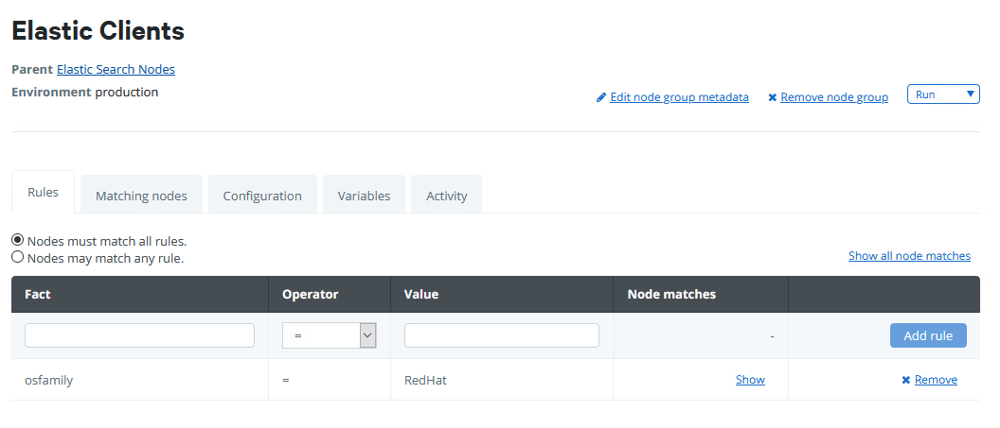 Elastic Clients
Parent Elastic Search Nodes
Environment production
Edit node group metadata Remove node group Run
Rules Matching nodes Configuration Variables Activity
Nodes must match all rules.
Nodes may match any rule.
Show all node matches
Fact Operator Value Node matches
= - Add rule
osfamily = RedHat Show Remove